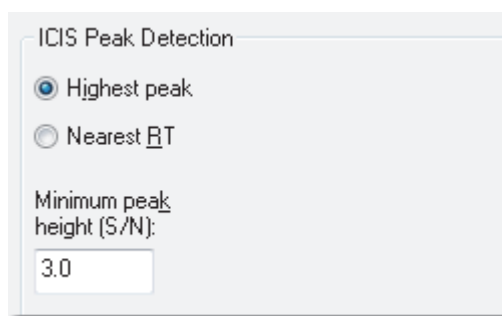 ICIS Peak Detection
Highest peak
Nearest RT
Minimum peak
height (S/N):
3.0